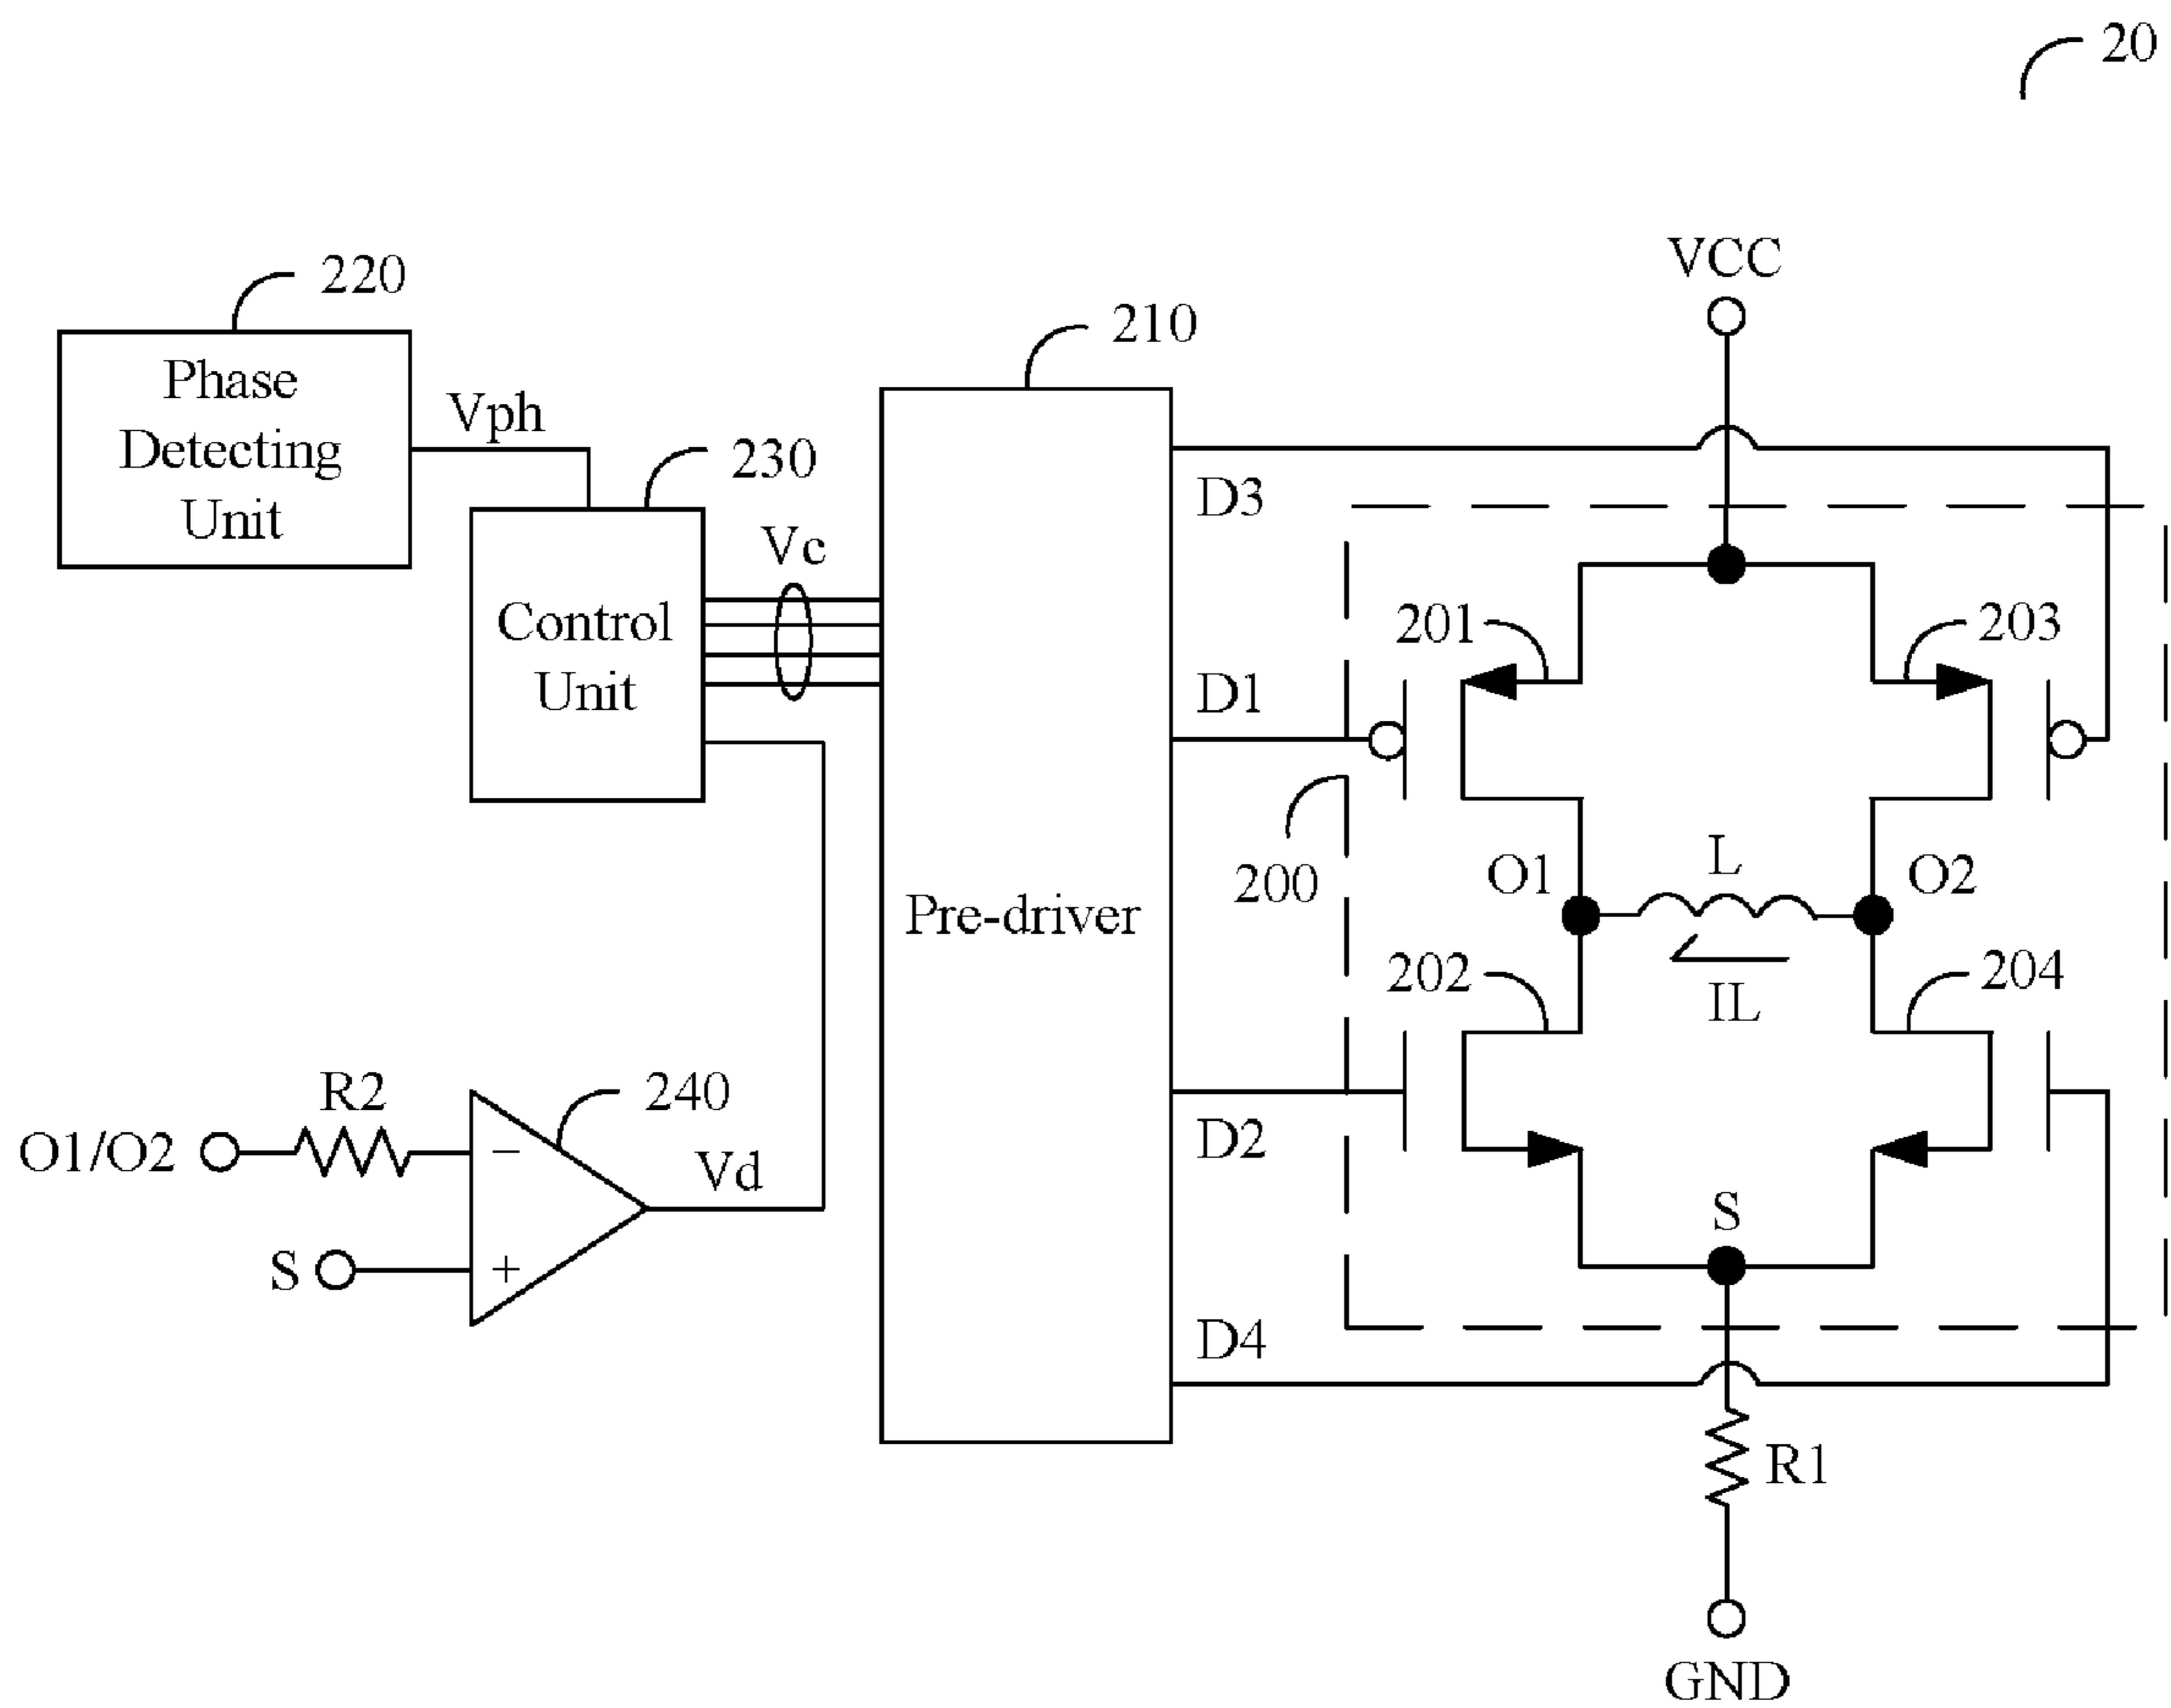 20
VCC
220
210
Phase
Detecting
Unit
Vph
230
D3
Vc
Control
Unit
201
203
D1
200
L
O1
O2
Pre-driver
202
204
IL
R2
240
O1/O2
−
Vd
D2
S
S
+
D4
R1
GND